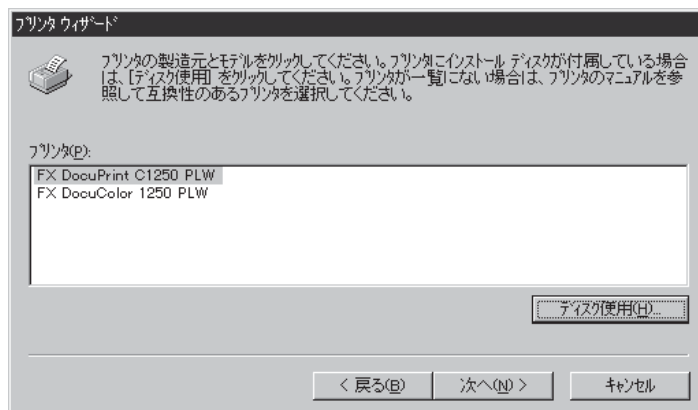 プリンタ ウィザード
プリンタの製造元とモデルをクリックしてください。プリンタにインストール ディスクが付属している場合
は、[ディスク使用] をクリックしてください。プリンタが一覧にない場合は、プリンタのマニュアルを参
照して互換性のあるプリンタを選択してください。
プリンタ(P):
FX DocuPrint C1250 PLW
FX DocuColor 1250 PLW
ディスク使用(H)...
< 戻る(B)
次へ(N) >
キャンセル